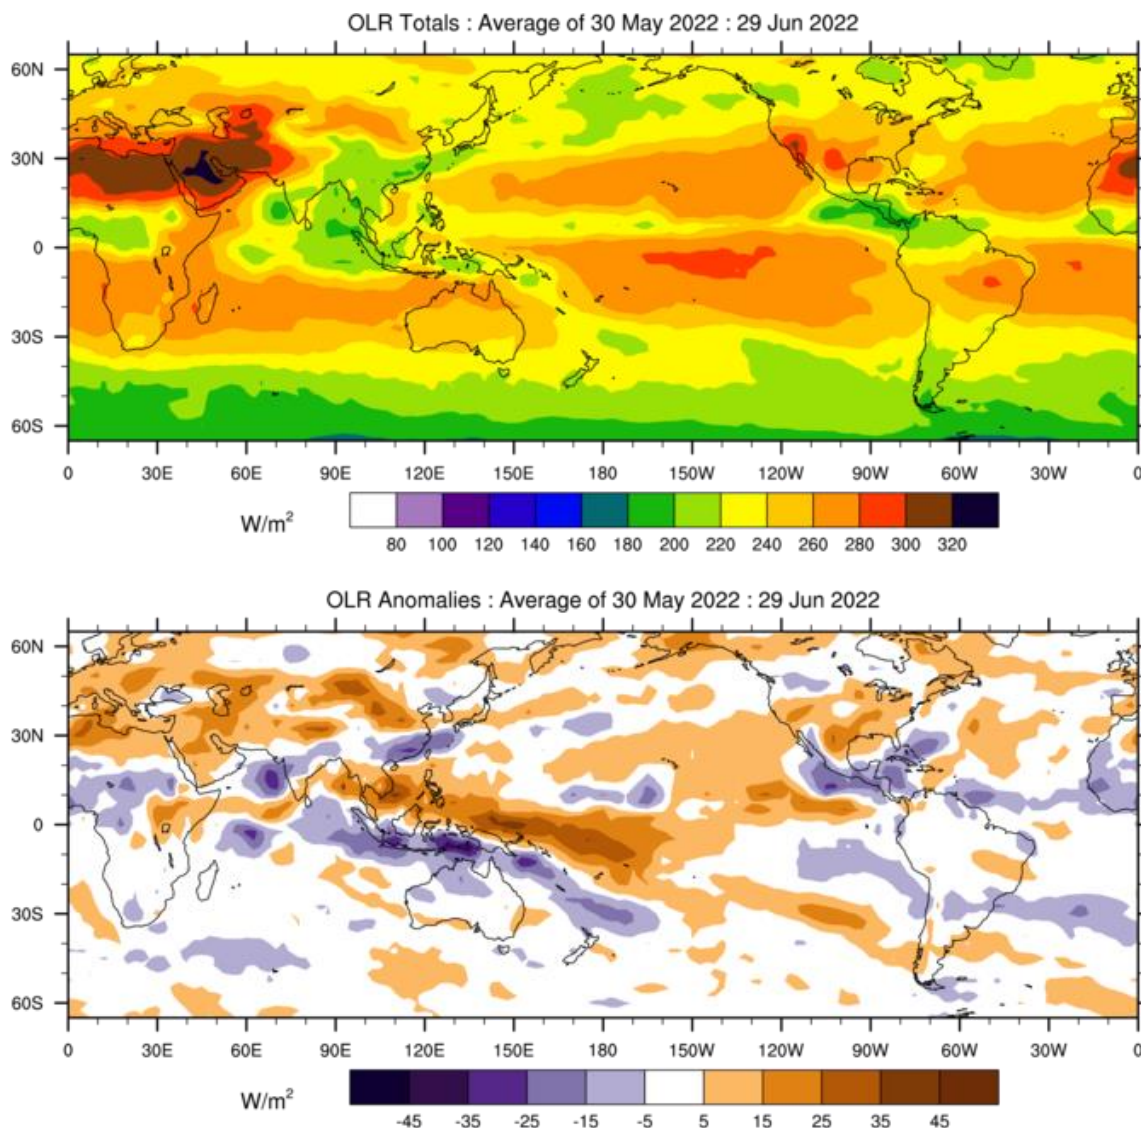 OLR Totals : Average of 30 May 2022 : 29 Jun 2022
60N
30N
0
30S
60S
0 30E 60E 90E 120E 150E 180 150W 120W 90W 60W 30W 0
W/m²
80 100 120 140 160 180 200 220 240 260 280 300 320
OLR Anomalies : Average of 30 May 2022 : 29 Jun 2022
60N
30N
0
30S
60S
0 30E 60E 90E 120E 150E 180 150W 120W 90W 60W 30W 0
W/m²
-45 -35 -25 -15 -5 5 15 25 35 45